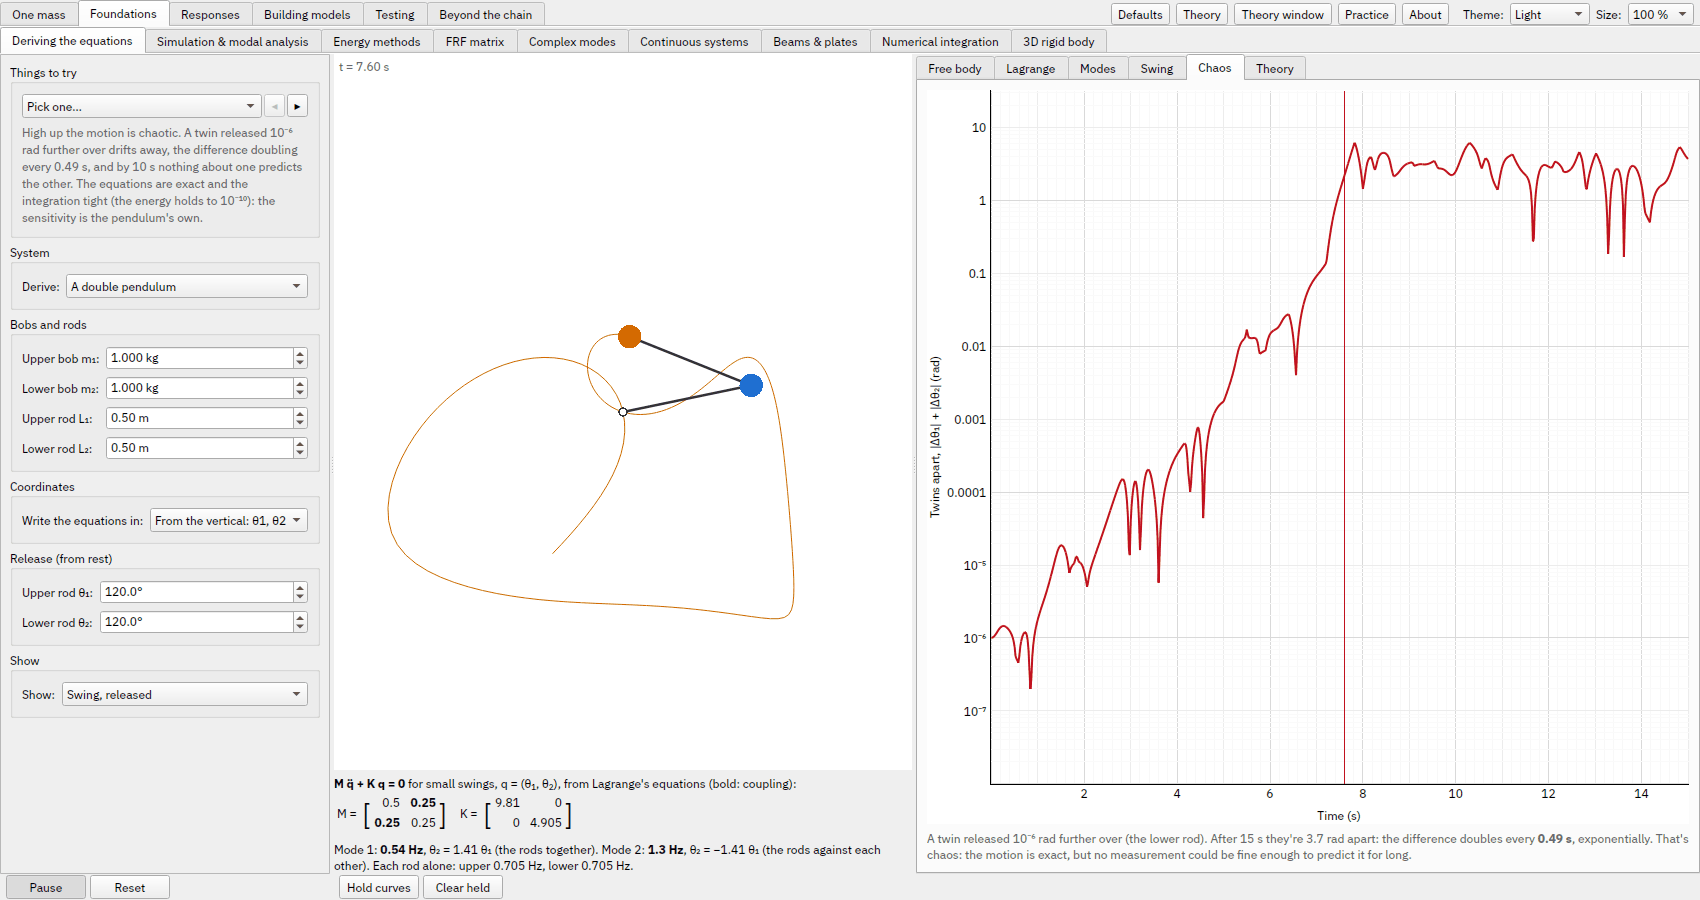 One mass Foundations Responses Building models Testing Beyond the chain Defaults Theory Theory window Practice About Theme: Light Size: 100 %
Deriving the equations Simulation & modal analysis Energy methods FRF matrix Complex modes Continuous systems Beams & plates Numerical integration 3D rigid body
Things to try
Pick one...
High up the motion is chaotic. A twin released 10⁻⁶
rad further over drifts away, the difference doubling
every 0.49 s, and by 10 s nothing about one predicts
the other. The equations are exact and the
integration tight (the energy holds to 10⁻¹⁰): the
sensitivity is the pendulum's own.
System
Derive: A double pendulum
Bobs and rods
Upper bob m₁: 1.000 kg
Lower bob m₂: 1.000 kg
Upper rod L₁: 0.50 m
Lower rod L₂: 0.50 m
Coordinates
Write the equations in: From the vertical: θ1, θ2
Release (from rest)
Upper rod θ₁: 120.0°
Lower rod θ₂: 120.0°
Show
Show: Swing, released
Pause Reset
t = 7.60 s
M q̈ + K q = 0 for small swings, q = (θ₁, θ₂), from Lagrange's equations (bold: coupling):
M = [ 0.5 0.25 ] K = [ 9.81 0 ]
0.25 0.25 0 4.905
Mode 1: 0.54 Hz, θ₂ = 1.41 θ₁ (the rods together). Mode 2: 1.3 Hz, θ₂ = −1.41 θ₁ (the rods against each
other). Each rod alone: upper 0.705 Hz, lower 0.705 Hz.
Hold curves Clear held
Free body Lagrange Modes Swing Chaos Theory
Twins apart, |Δθ₁| + |Δθ₂| (rad)
10
1
0.1
0.01
0.001
0.0001
10⁻⁵
10⁻⁶
10⁻⁷
2 4 6 8 10 12 14
Time (s)
A twin released 10⁻⁶ rad further over (the lower rod). After 15 s they're 3.7 rad apart: the difference doubles every 0.49 s, exponentially. That's
chaos: the motion is exact, but no measurement could be fine enough to predict it for long.